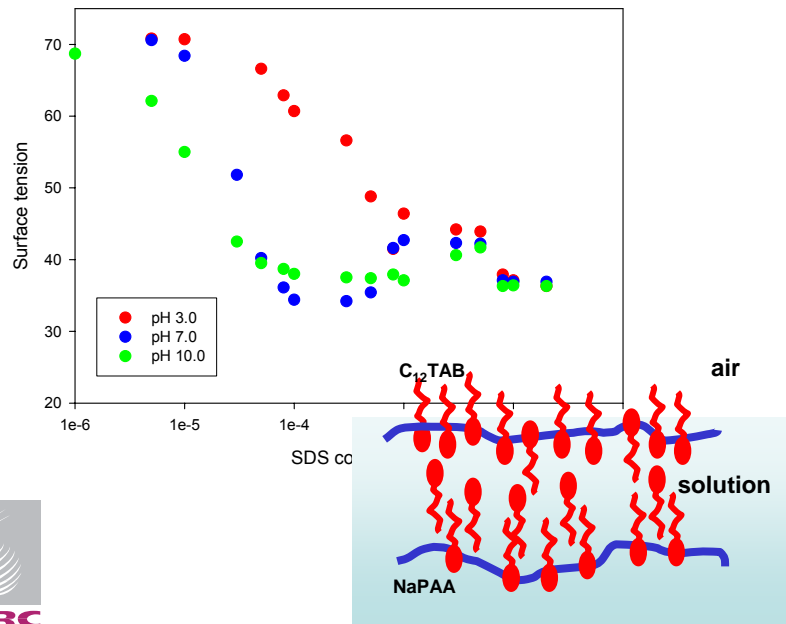 70
60
50
40
30
20
Surface tension
pH 3.0
pH 7.0
pH 10.0
1e-6
1e-5
1e-4
SDS co
C12TAB
air
solution
NaPAA